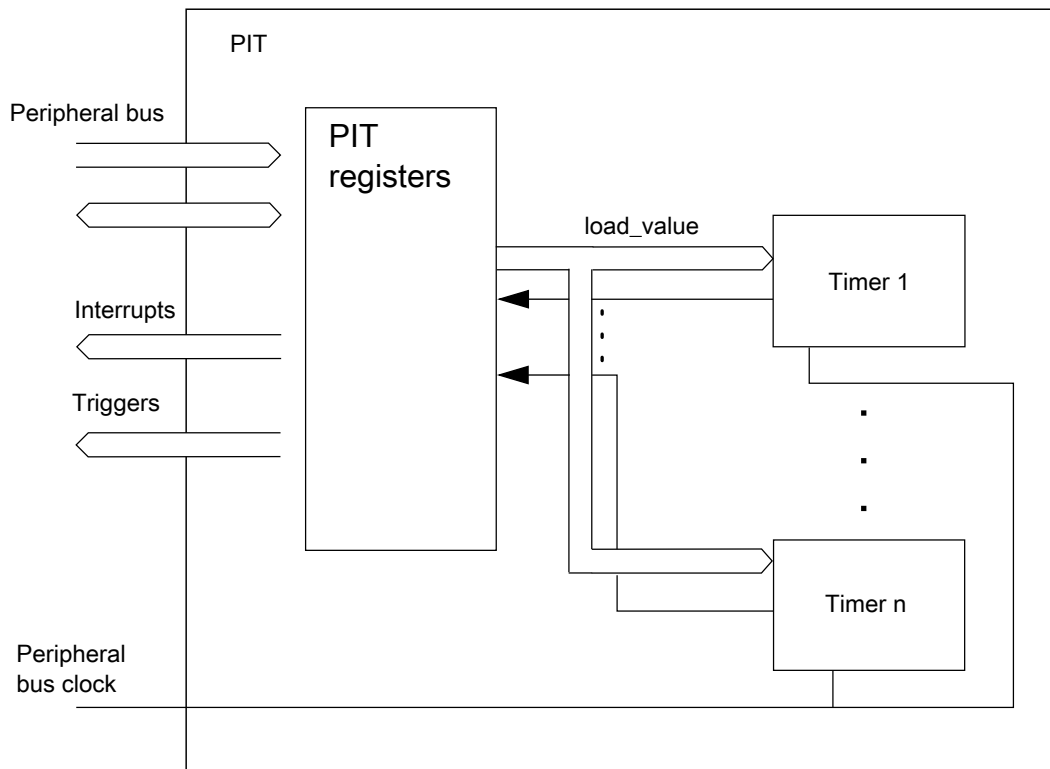 PIT
Peripheral bus
PIT
registers
load_value
Timer 1
Interrupts
Triggers
Timer n
Peripheral
bus clock